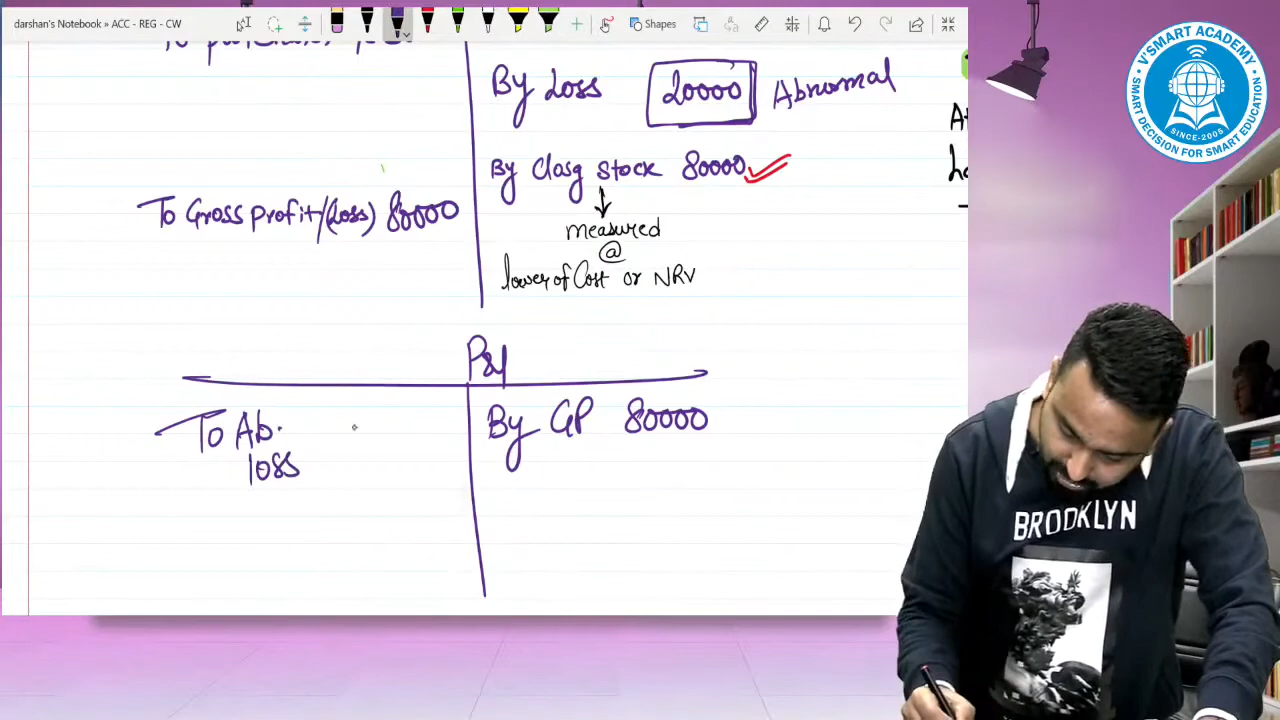 darshan's Notebook » ACC - REG - CW
Shapes
To purchases
By Loss 20000 Abnormal
By Closg Stock 80000
To Gross profit/(Loss) 80000
measured
@
lower of Cost or NRV
P&L
To Ab. By GP 80000
loss
V'SMART ACADEMY
SINCE-2005
SMART DECISION FOR SMART EDUCATION
BROOKLYN